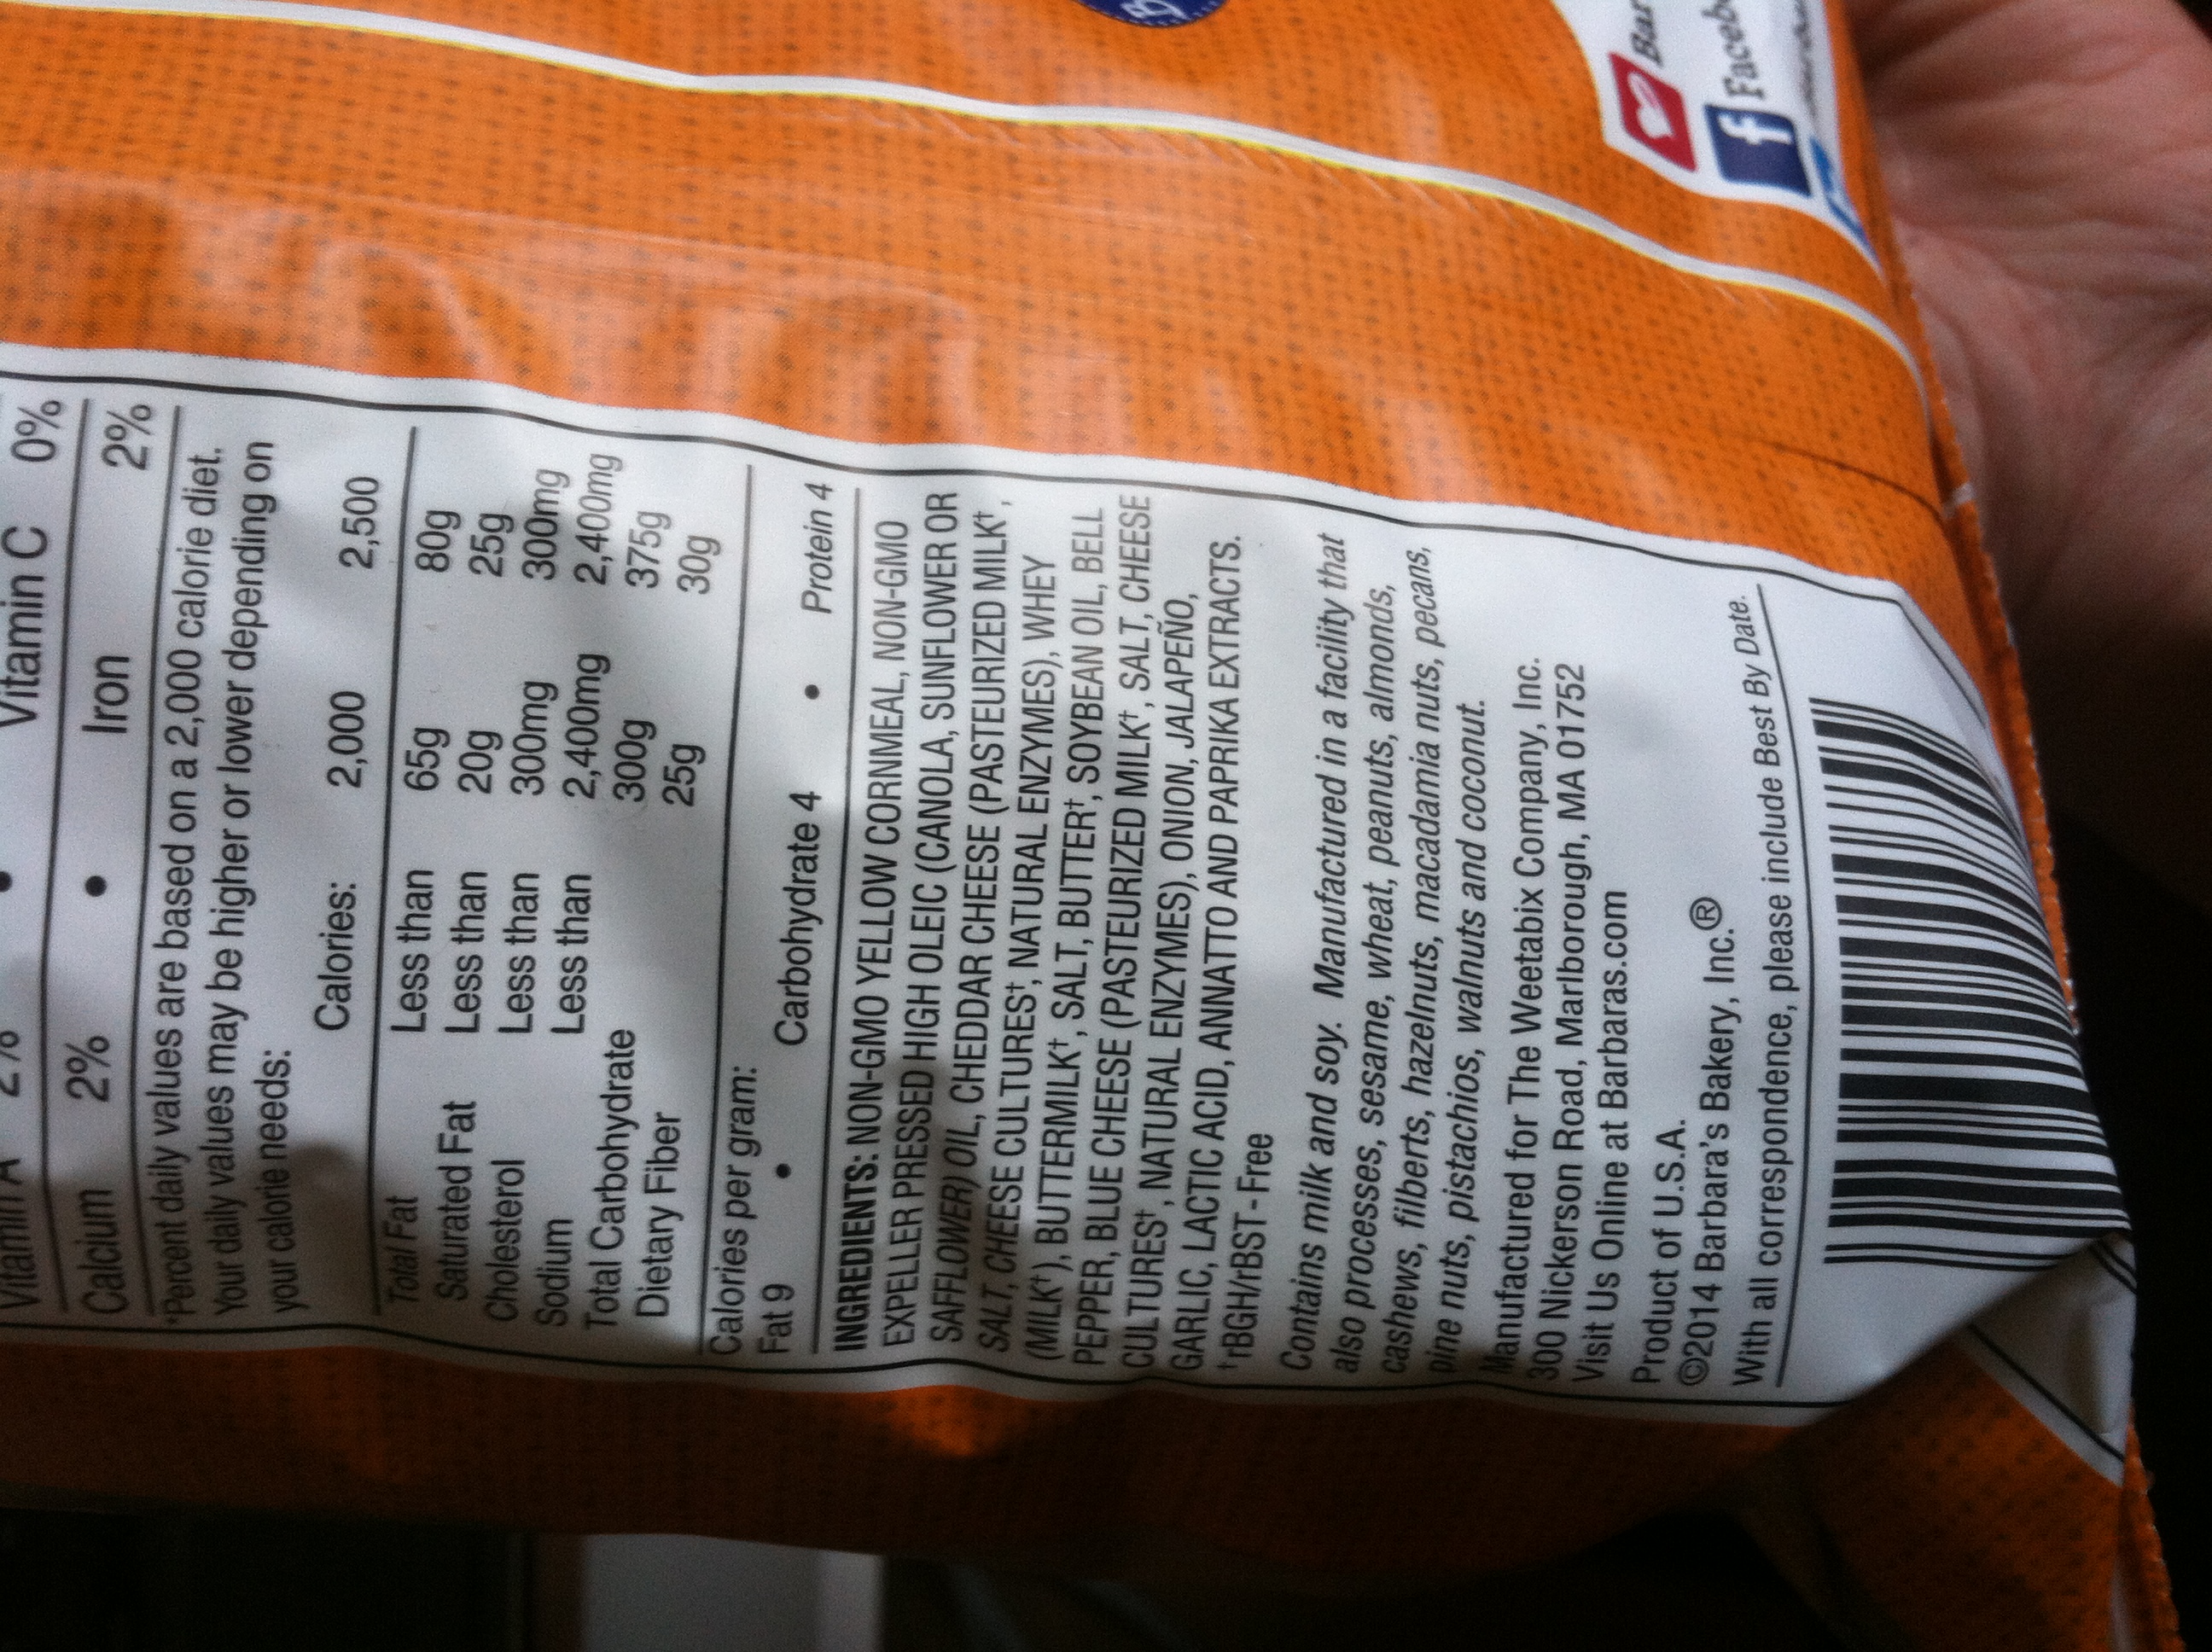 Vitamin A 2% • Vitamin C 0%
Calcium 2% • Iron 2%
*Percent daily values are based on a 2,000 calorie diet.
Your daily values may be higher or lower depending on
your calorie needs:
Calories: 2,000 2,500
Total Fat Less than 65g 80g
Saturated Fat Less than 20g 25g
Cholesterol Less than 300mg 300mg
Sodium Less than 2,400mg 2,400mg
Total Carbohydrate 300g 375g
Dietary Fiber 25g 30g
Calories per gram:
Fat 9 • Carbohydrate 4 • Protein 4
INGREDIENTS: NON-GMO YELLOW CORNMEAL, NON-GMO
EXPELLER PRESSED HIGH OLEIC (CANOLA, SUNFLOWER OR
SAFFLOWER) OIL, CHEDDAR CHEESE (PASTEURIZED MILK†,
SALT, CHEESE CULTURES†, NATURAL ENZYMES), WHEY
(MILK†), BUTTERMILK†, SALT, BUTTER†, SOYBEAN OIL, BELL
PEPPER, BLUE CHEESE (PASTEURIZED MILK†, SALT, CHEESE
CULTURES†, NATURAL ENZYMES), ONION, JALAPEÑO,
GARLIC, LACTIC ACID, ANNATTO AND PAPRIKA EXTRACTS.
†rBGH/rBST-Free
Contains milk and soy. Manufactured in a facility that
also processes, sesame, wheat, peanuts, almonds,
cashews, filberts, hazelnuts, macadamia nuts, pecans,
pine nuts, pistachios, walnuts and coconut.
Manufactured for The Weetabix Company, Inc.
300 Nickerson Road, Marlborough, MA 01752
Visit Us Online at Barbaras.com
Product of U.S.A.
©2014 Barbara's Bakery, Inc.®
With all correspondence, please include Best By Date.
Bar
f Faceb